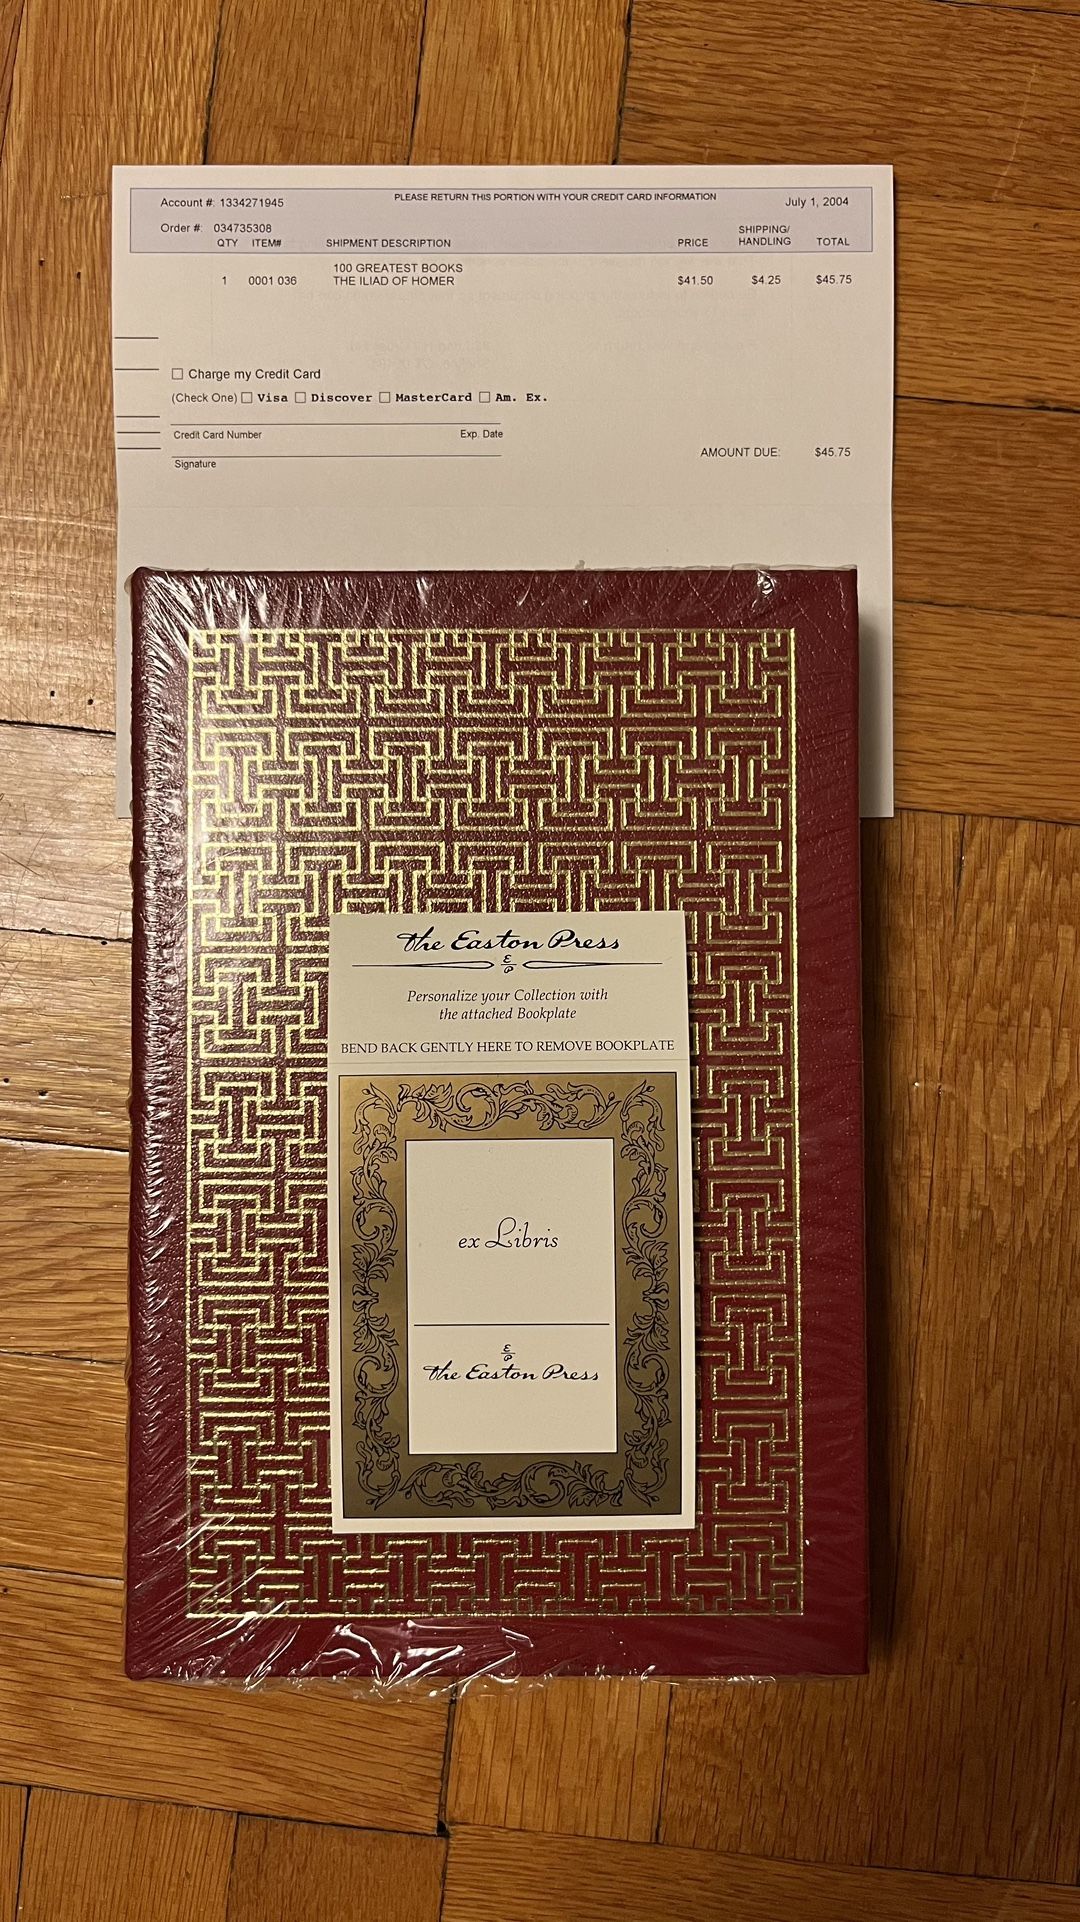 PLEASE RETURN THIS PORTION WITH YOUR CREDIT CARD INFORMATION
Account #: 1334271945
July 1, 2004
Order #: 034735308
QTY ITEM# SHIPMENT DESCRIPTION PRICE SHIPPING/HANDLING TOTAL
100 GREATEST BOOKS
1 0001 036 THE ILIAD OF HOMER $41.50 $4.25 $45.75
☐ Charge my Credit Card
(Check One) ☐ Visa ☐ Discover ☐ MasterCard ☐ Am. Ex.
Credit Card Number Exp. Date
AMOUNT DUE: $45.75
Signature
The Easton Press
Personalize your Collection with
the attached Bookplate
BEND BACK GENTLY HERE TO REMOVE BOOKPLATE
ex Libris
The Easton Press